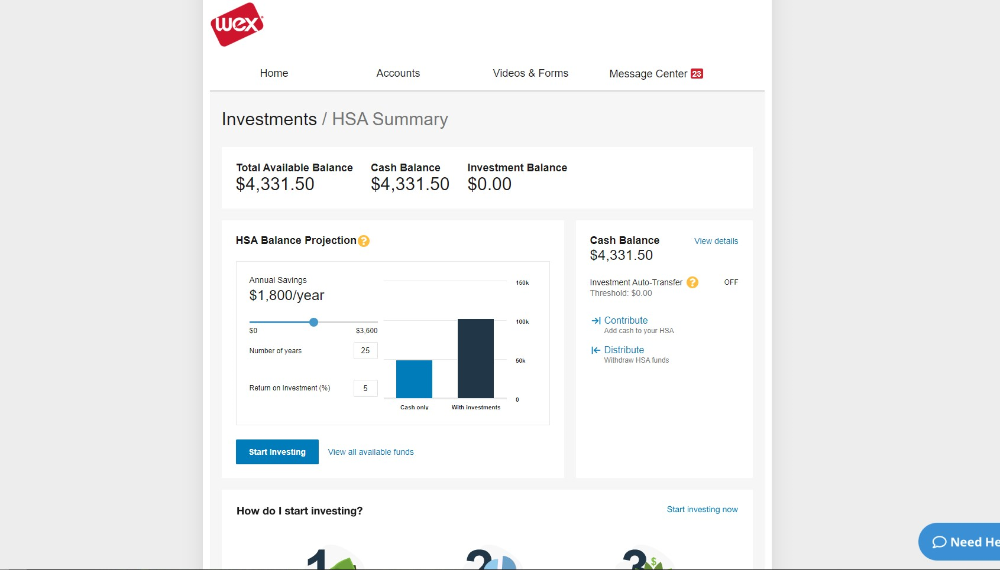 wex
Home Accounts Videos & Forms Message Center 23
Investments / HSA Summary
Total Available Balance Cash Balance Investment Balance
$4,331.50 $4,331.50 $0.00
HSA Balance Projection ?
Annual Savings
$1,800/year
$0 $3,600
Number of years 25
Return on Investment (%) 5
150k
100k
50k
0
Cash only With investments
Start Investing View all available funds
Cash Balance View details
$4,331.50
Investment Auto-Transfer ? OFF
Threshold: $0.00
Contribute
Add cash to your HSA
Distribute
Withdraw HSA funds
How do I start investing? Start investing now
1 2 3
$
Need He